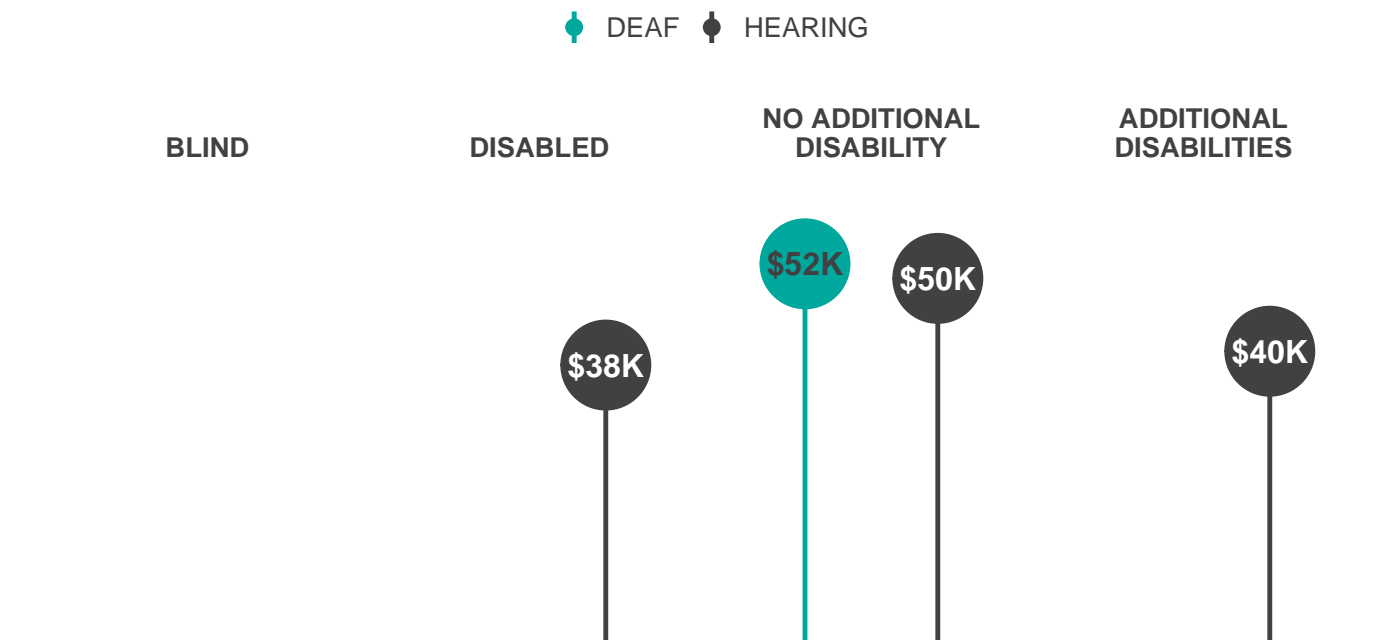 DEAF HEARING
BLIND
DISABLED
NO ADDITIONAL
DISABILITY
ADDITIONAL
DISABILITIES
$52K
$50K
$38K
$40K